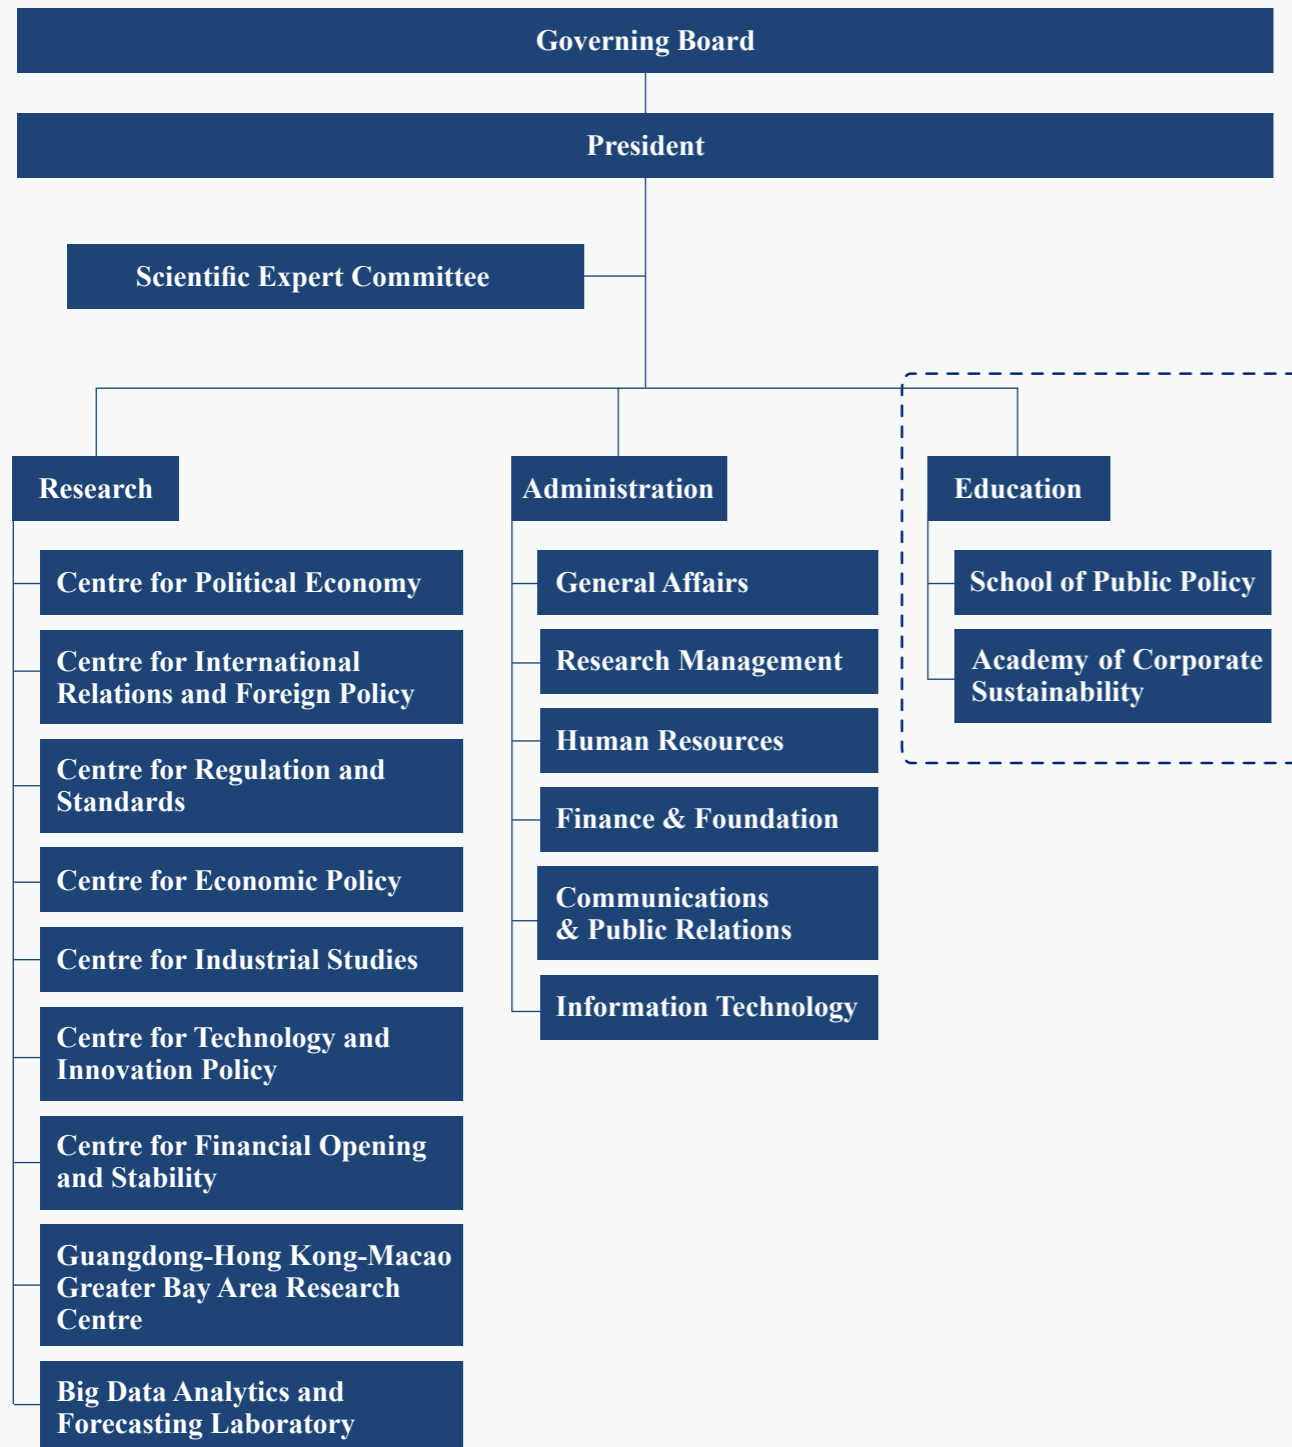 Governing Board
President
Scientific Expert Committee
Research
Centre for Political Economy
Centre for International
Relations and Foreign Policy
Centre for Regulation and
Standards
Centre for Economic Policy
Centre for Industrial Studies
Centre for Technology and
Innovation Policy
Centre for Financial Opening
and Stability
Guangdong-Hong Kong-Macao
Greater Bay Area Research
Centre
Big Data Analytics and
Forecasting Laboratory
Administration
General Affairs
Research Management
Human Resources
Finance & Foundation
Communications
& Public Relations
Information Technology
Education
School of Public Policy
Academy of Corporate
Sustainability